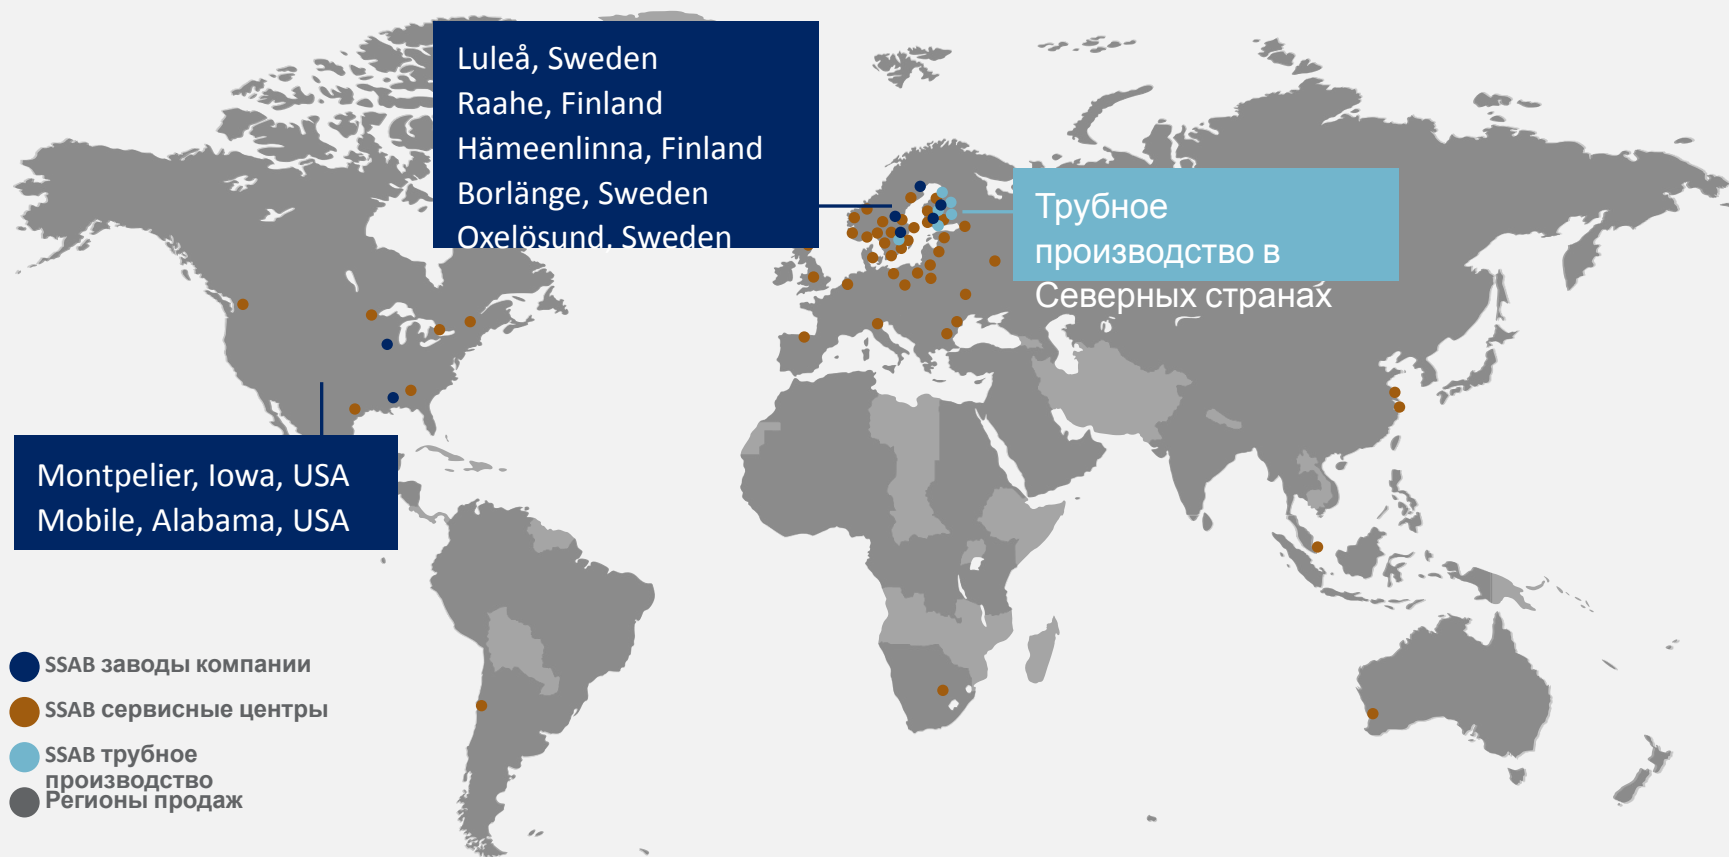 Luleå, Sweden
Raahe, Finland
Hämeenlinna, Finland
Borlänge, Sweden
Oxelösund, Sweden
Трубное
производство в
Северных странах
Montpelier, Iowa, USA
Mobile, Alabama, USA
SSAB заводы компании
SSAB сервисные центры
SSAB трубное
производство
Регионы продаж